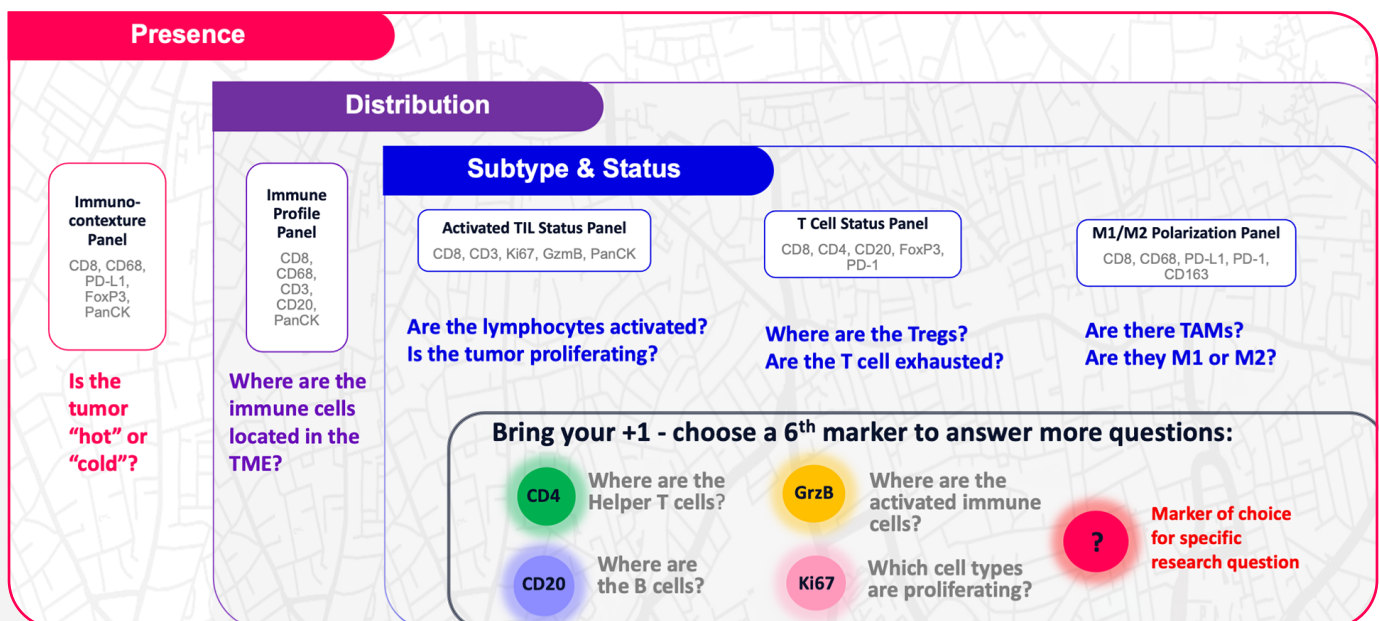 Presence
Distribution
Subtype & Status
Immuno-
contexture
Panel
CD8, CD68,
PD-L1,
FoxP3,
PanCK
Is the
tumor
“hot” or
“cold”?
Immune
Profile
Panel
CD8,
CD68,
CD3,
CD20,
PanCK
Where are the
immune cells
located in the
TME?
Activated TIL Status Panel
CD8, CD3, Ki67, GzmB, PanCK
Are the lymphocytes activated?
Is the tumor proliferating?
T Cell Status Panel
CD8, CD4, CD20, FoxP3,
PD-1
Where are the Tregs?
Are the T cell exhausted?
M1/M2 Polarization Panel
CD8, CD68, PD-L1, PD-1,
CD163
Are there TAMs?
Are they M1 or M2?
Bring your +1 - choose a 6th marker to answer more questions:
CD4
Where are the
Helper T cells?
CD20
Where are
the B cells?
GrzB
Where are the
activated immune
cells?
Ki67
Which cell types
are proliferating?
?
Marker of choice
for specific
research question